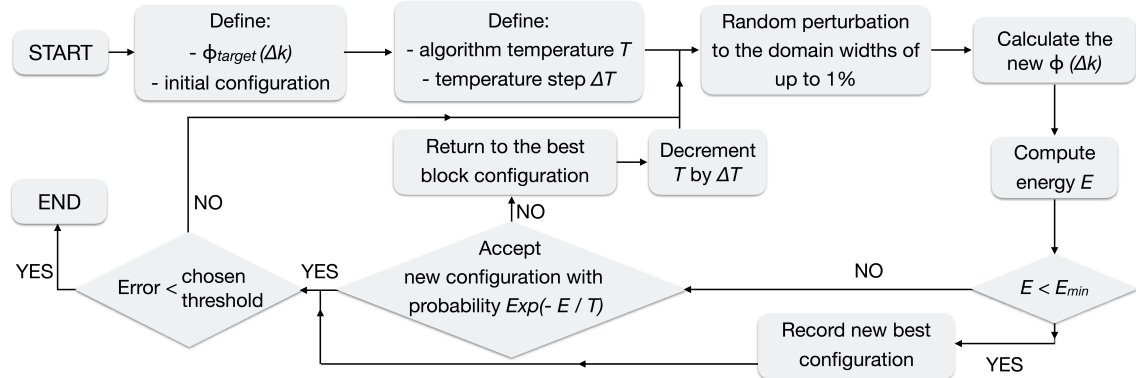 START
Define:
- ϕtarget (Δk)
- initial configuration
Define:
- algorithm temperature T
- temperature step ΔT
Random perturbation
to the domain widths of
up to 1%
Calculate the
new ϕ (Δk)
Return to the best
block configuration
Decrement
T by ΔT
Compute
energy E
END
NO
NO
YES
Error < chosen
threshold
YES
Accept
new configuration with
probability Exp(- E / T)
NO
E < Emin
Record new best
configuration
YES